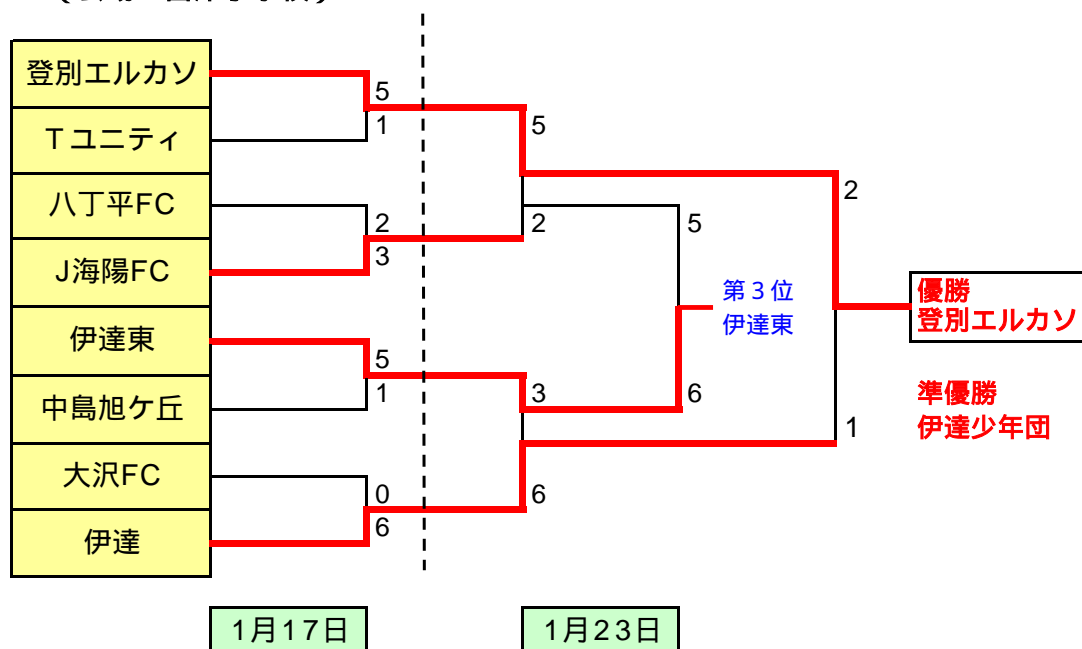 登別エルカソ
5
1
5
Tユニティ
2
八丁平FC
2
2
5
3
J海陽FC
第3位
伊達東
優勝
登別エルカソ
伊達東
5
1
3
6
準優勝
伊達少年団
中島旭ケ丘
1
大沢FC
0
6
6
伊達
1月17日
1月23日